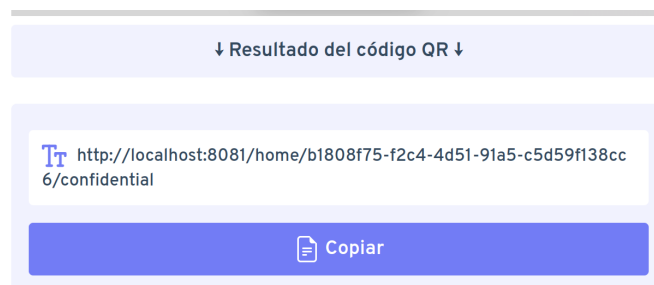 ↓ Resultado del código QR ↓
http://localhost:8081/home/b1808f75-f2c4-4d51-91a5-c5d59f138cc
6/confidential
Copiar